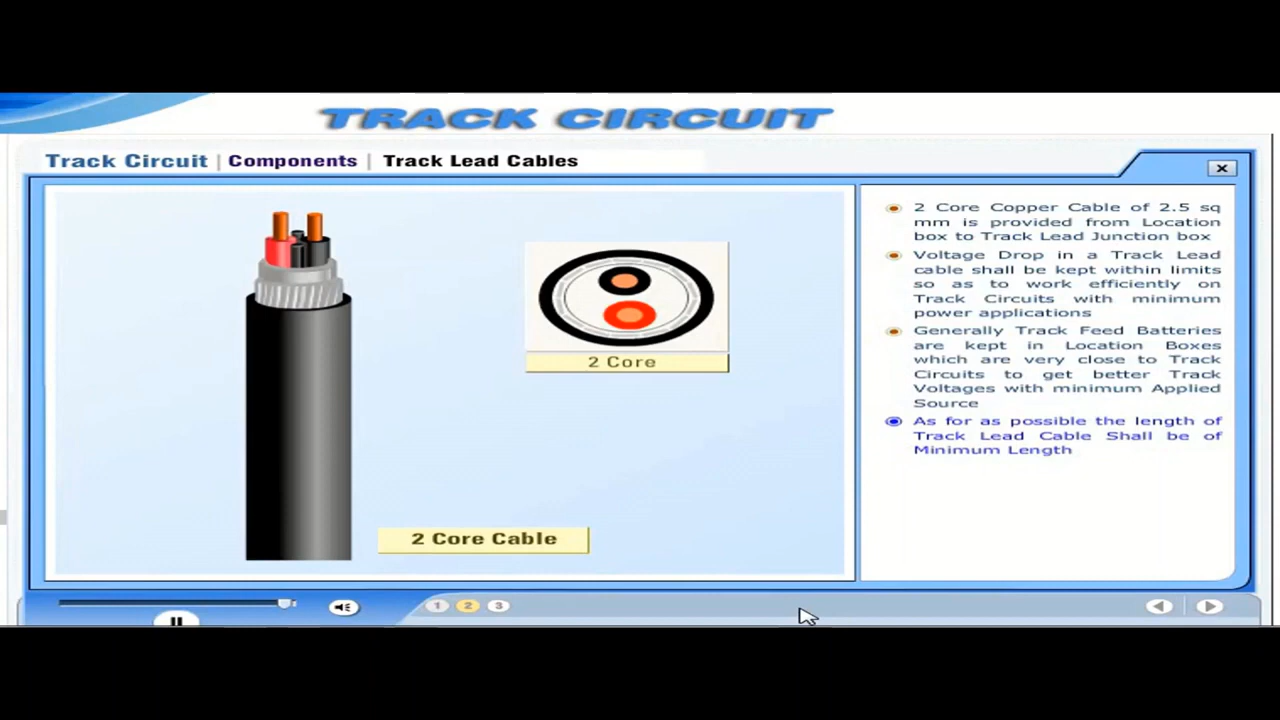 TRACK CIRCUIT
Track Circuit | Components | Track Lead Cables
2 Core
2 Core Cable
2 Core Copper Cable of 2.5 sq
mm is provided from Location
box to Track Lead Junction box
Voltage Drop in a Track Lead
cable shall be kept within limits
so as to work efficiently on
Track Circuits with minimum
power applications
Generally Track Feed Batteries
are kept in Location Boxes
which are very close to Track
Circuits to get better Track
Voltages with minimum Applied
Source
As for as possible the length of
Track Lead Cable Shall be of
Minimum Length
1 2 3